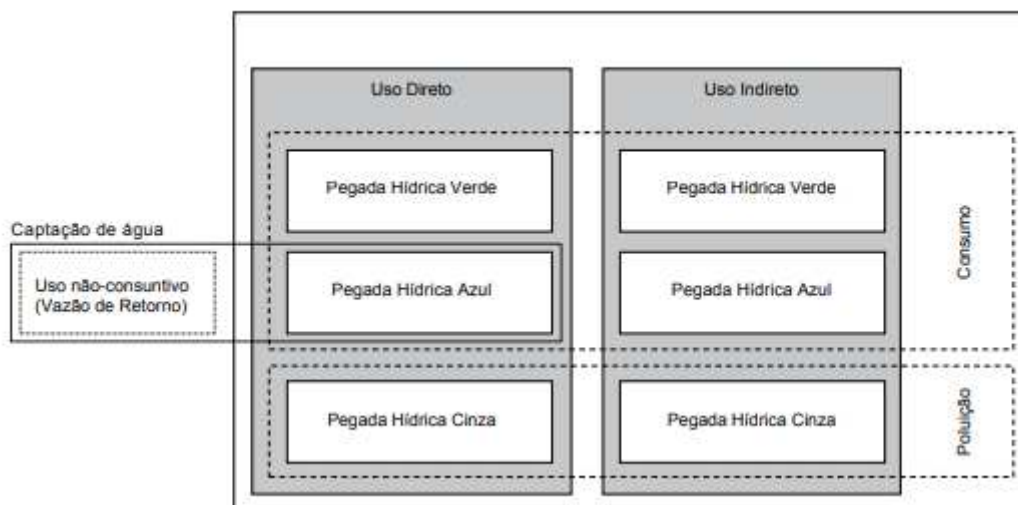 Uso Direto
Uso Indireto
Pegada Hídrica Verde
Pegada Hídrica Verde
Consumo
Captação de água
Uso não-consuntivo
(Vazão de Retorno)
Pegada Hídrica Azul
Pegada Hídrica Azul
Pegada Hídrica Cinza
Pegada Hídrica Cinza
Poluição